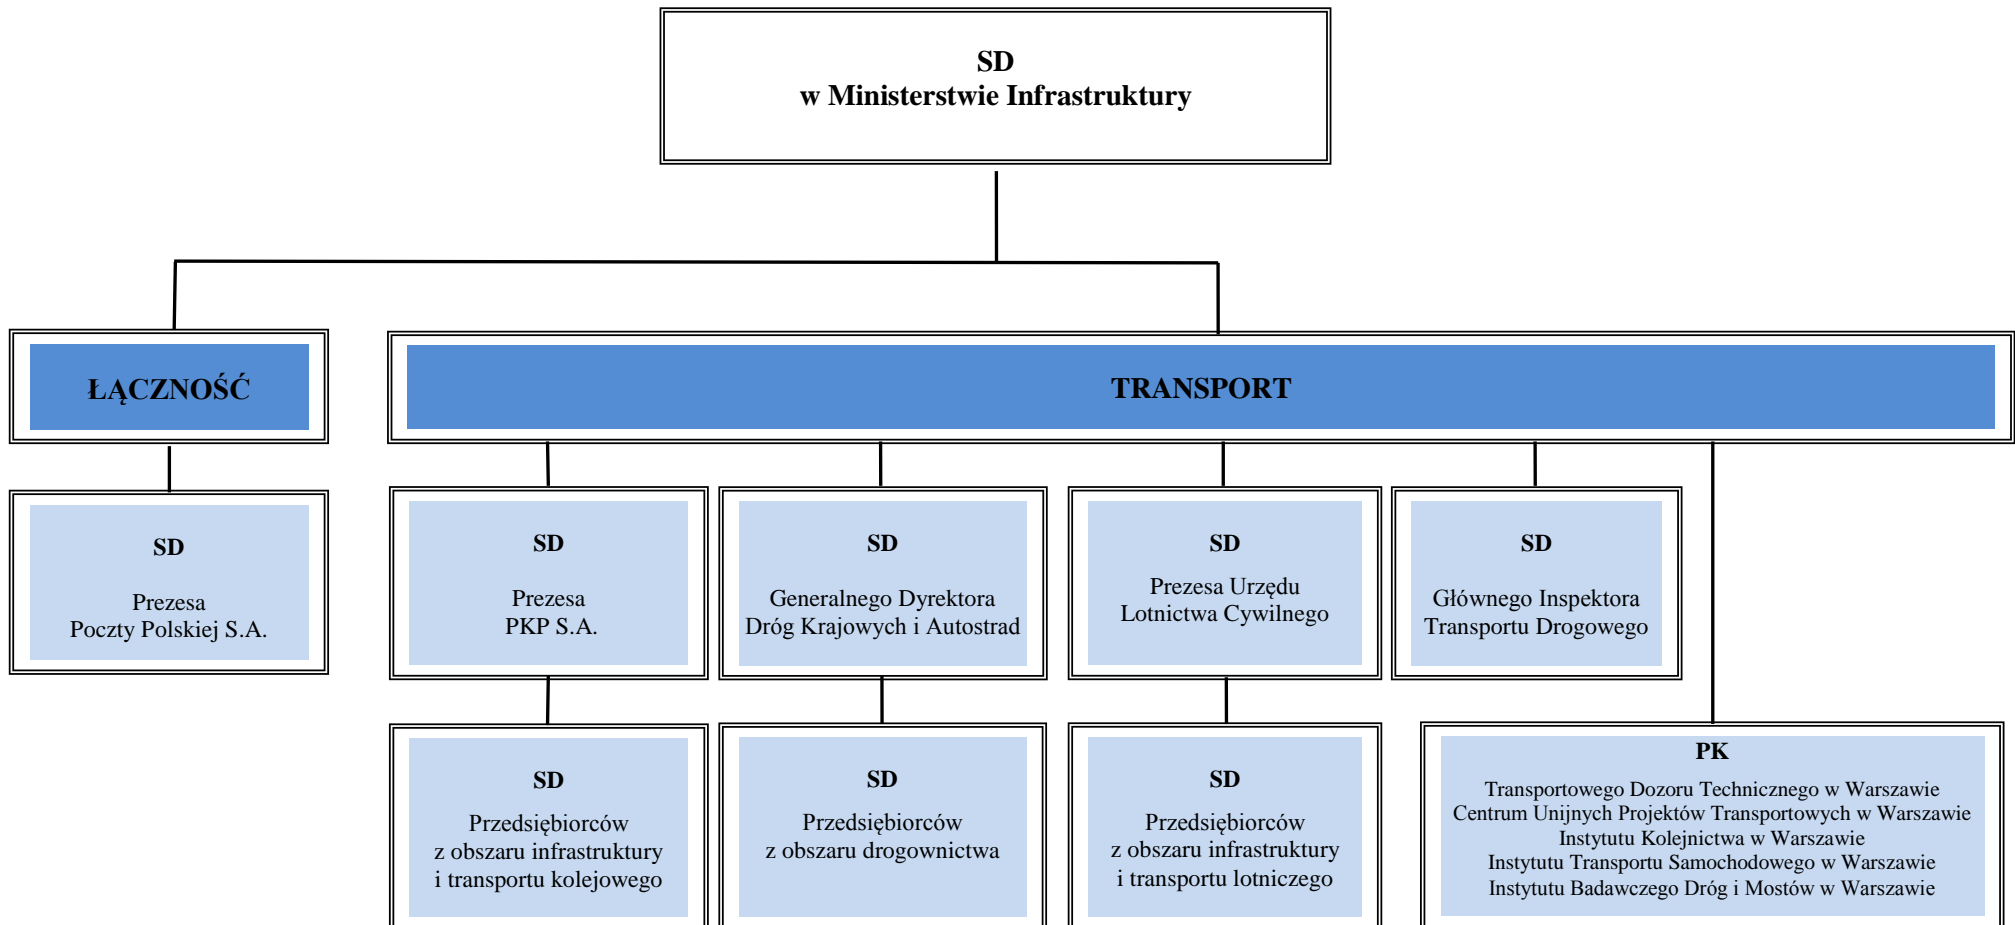 SD
w Ministerstwie Infrastruktury
ŁĄCZNOŚĆ
TRANSPORT
SD
Prezesa
Poczty Polskiej S.A.
SD
Prezesa
PKP S.A.
SD
Generalnego Dyrektora
Dróg Krajowych i Autostrad
SD
Prezesa Urzędu
Lotnictwa Cywilnego
SD
Głównego Inspektora
Transportu Drogowego
SD
Przedsiębiorców
z obszaru infrastruktury
i transportu kolejowego
SD
Przedsiębiorców
z obszaru drogownictwa
SD
Przedsiębiorców
z obszaru infrastruktury
i transportu lotniczego
PK
Transportowego Dozoru Technicznego w Warszawie
Centrum Unijnych Projektów Transportowych w Warszawie
Instytutu Kolejnictwa w Warszawie
Instytutu Transportu Samochodowego w Warszawie
Instytutu Badawczego Dróg i Mostów w Warszawie